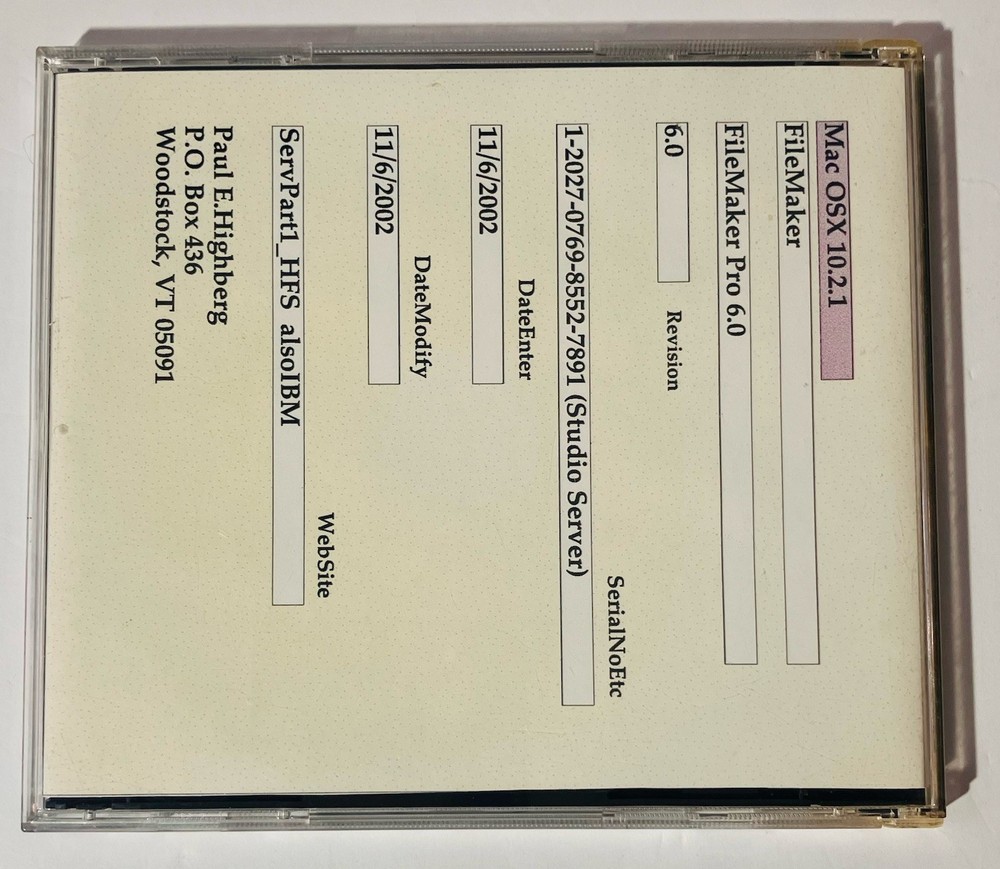 Mac OSX 10.2.1
FileMaker
FileMaker Pro 6.0
6.0 Revision
SerialNoEtc
1-2027-0769-8552-7891 (Studio Server)
DateEnter
11/6/2002
DateModify
11/6/2002
WebSite
ServPart1_HFS alsoIBM
Paul E.Highberg
P.O. Box 436
Woodstock, VT 05091